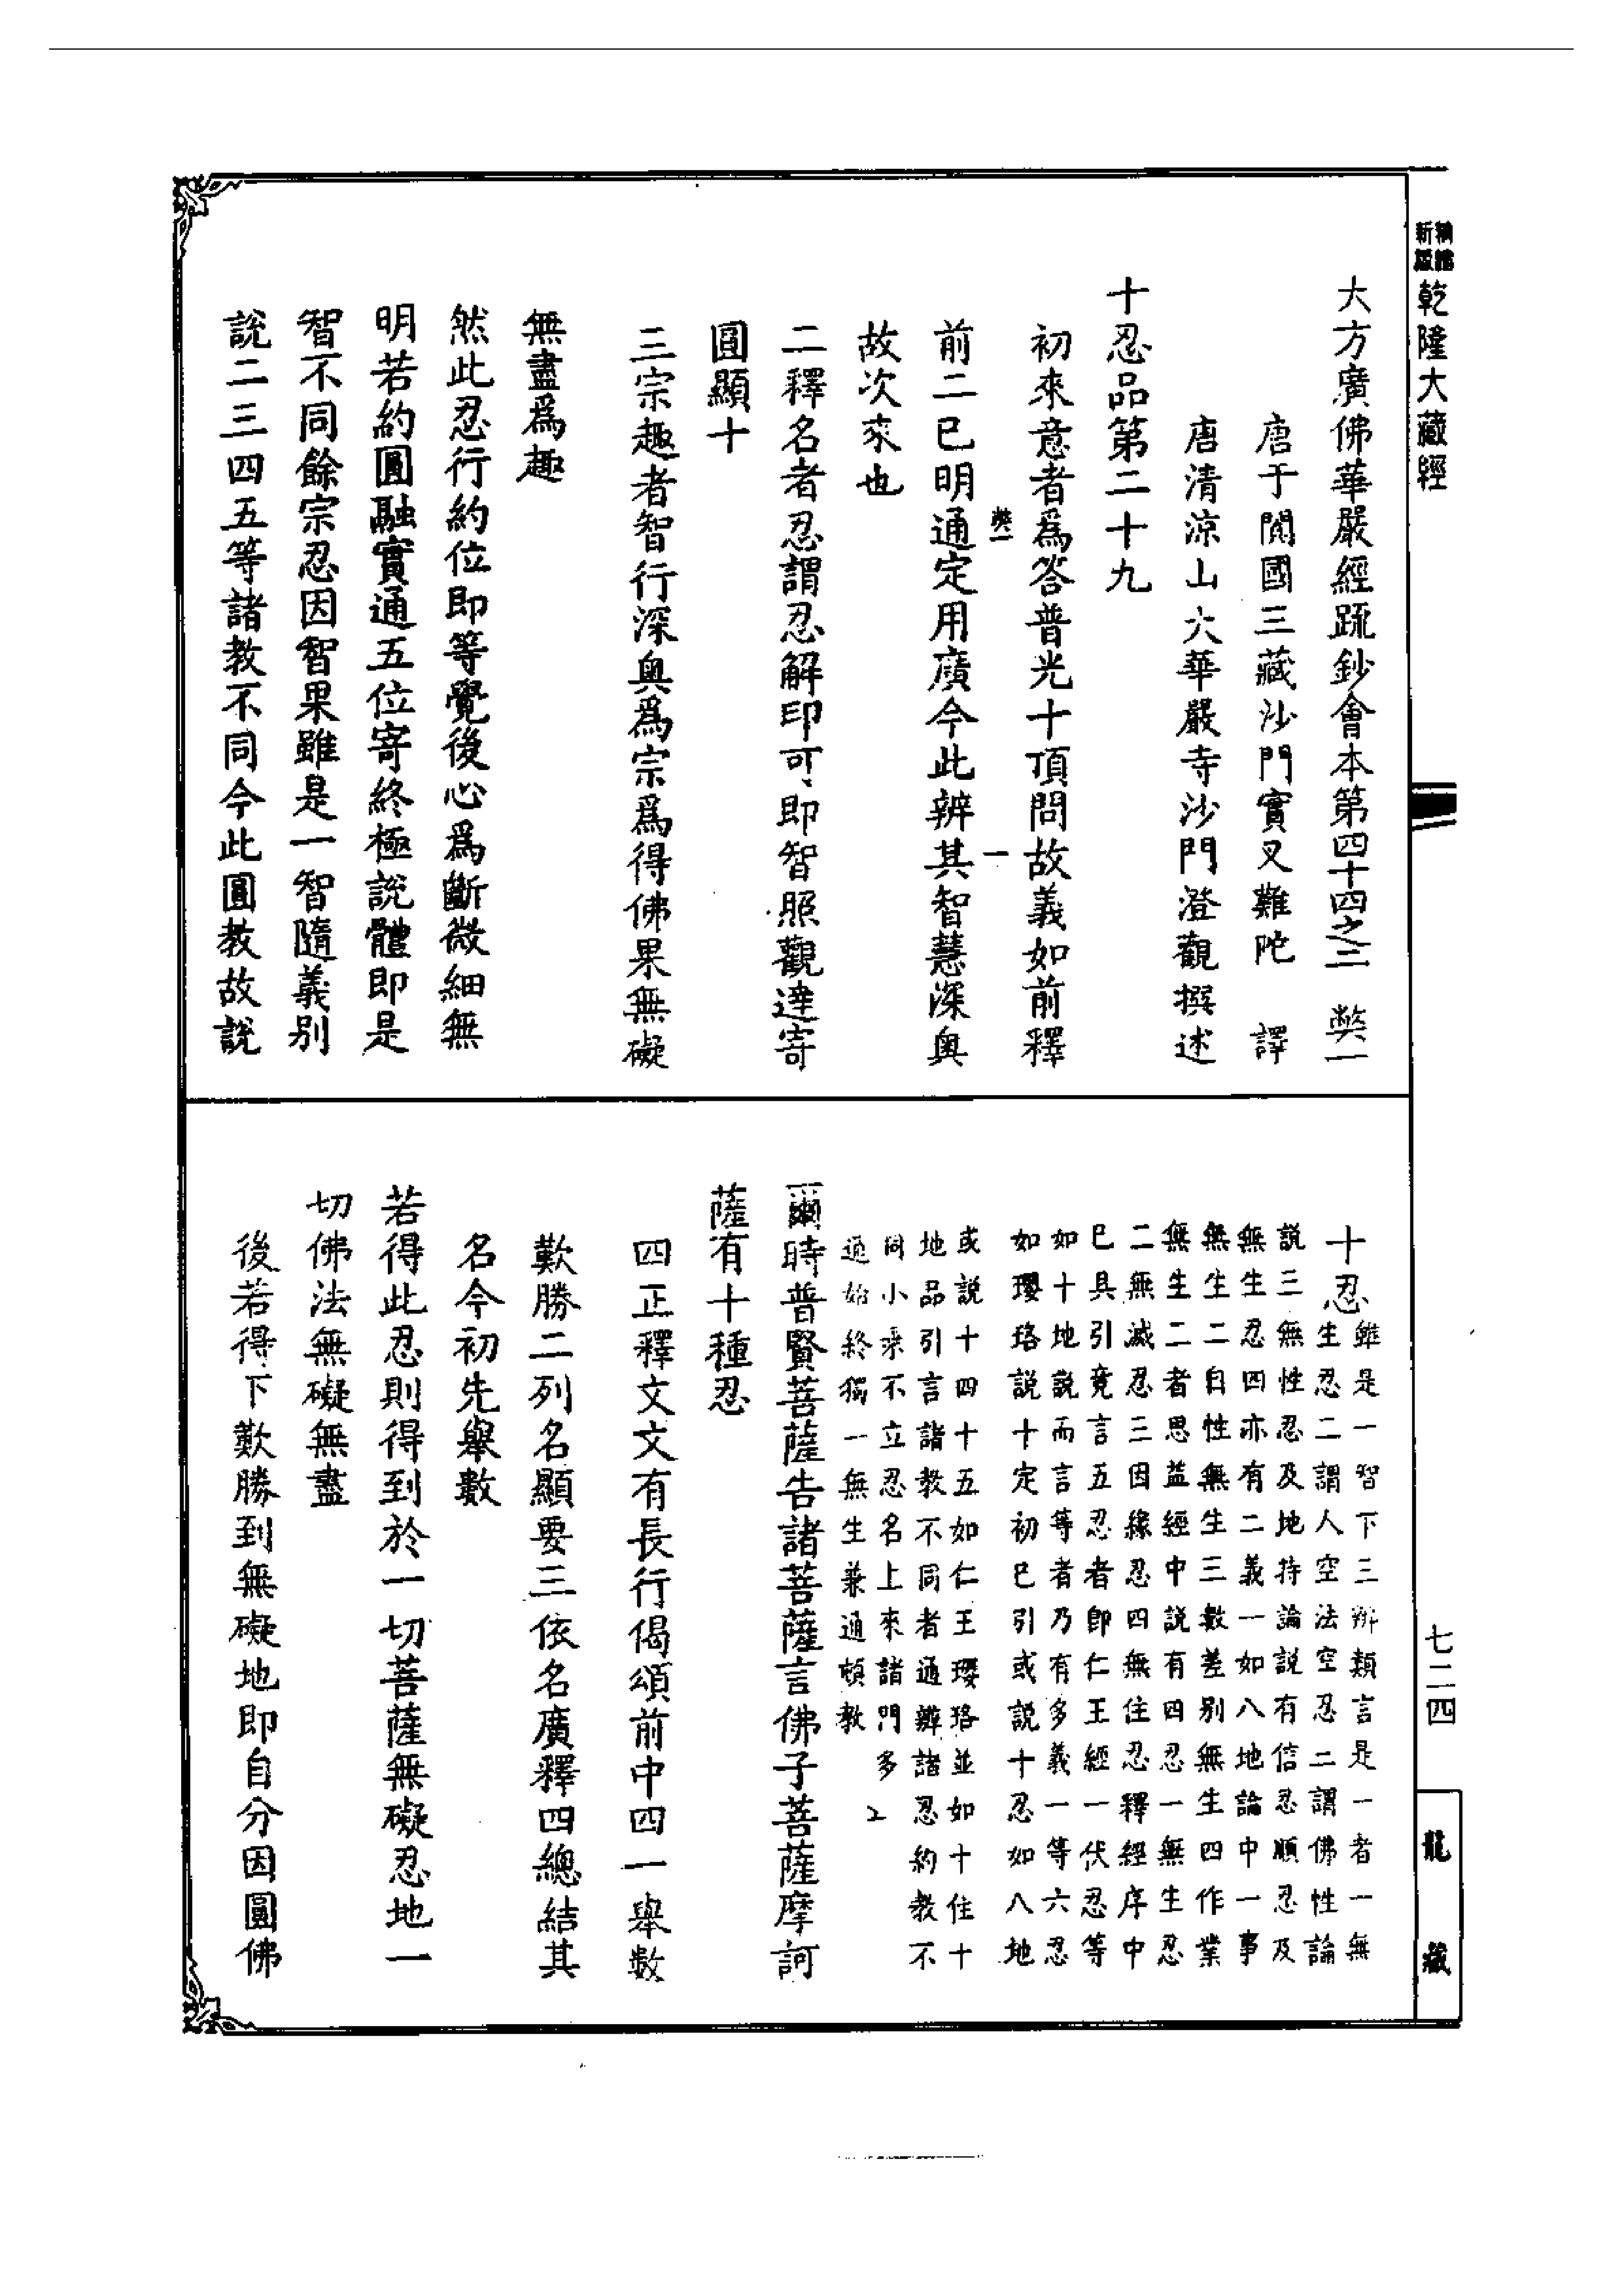 新編縮版
乾隆大藏經
大方廣佛華嚴經疏鈔會本第四十四之三　獘一
唐于闐國三藏沙門實叉難陀　譯
唐清涼山大華嚴寺沙門澄觀撰述
十忍品第二十九
初來意者爲答普光十頂問故義如前釋
獘一　一
前二已明通定用廣今此辨其智慧深奧
故次來也
二釋名者忍謂忍解印可即智照觀達寄
圓顯十
三宗趣者智行深奧爲宗爲得佛果無礙
無盡爲趣
然此忍行約位即等覺後心爲斷微細無
明若約圓融實通五位寄終極說體即是
智不同餘宗忍因智果雖是一智隨義別
說二三四五等諸教不同今此圓教故說
十忍
雖是一智下三辨類言是一者一無
生忍二謂人空法空忍二謂佛性論
説三無性忍及地持論説有信忍順忍及
無生忍四亦有二義一如八地論中一事
無生二自性無生三數差別無生四作業
無生二者思益經中説有四忍一無生忍
二無滅忍三因緣忍四無住忍釋經序中
已具引竟言五忍者即仁王經一伏忍等
如十地説而言等者乃有多義一等六忍
如瓔珞説十定初已引或説十忍如八地
或説十四十五如仁王瓔珞並如十住十
地品引言諸教不同者通辨諸忍約教不
同小乘不立忍名上來諸門多
通始終獨一無生兼通頓教
爾時普賢菩薩告諸菩薩言佛子菩薩摩訶
薩有十種忍
四正釋文文有長行偈頌前中四一舉數
歎勝二列名顯要三依名廣釋四總結其
名今初先舉數
若得此忍則得到於一切菩薩無礙忍地一
切佛法無礙無盡
後若得下歎勝到無礙地即自分因圓佛
七二四
龍藏